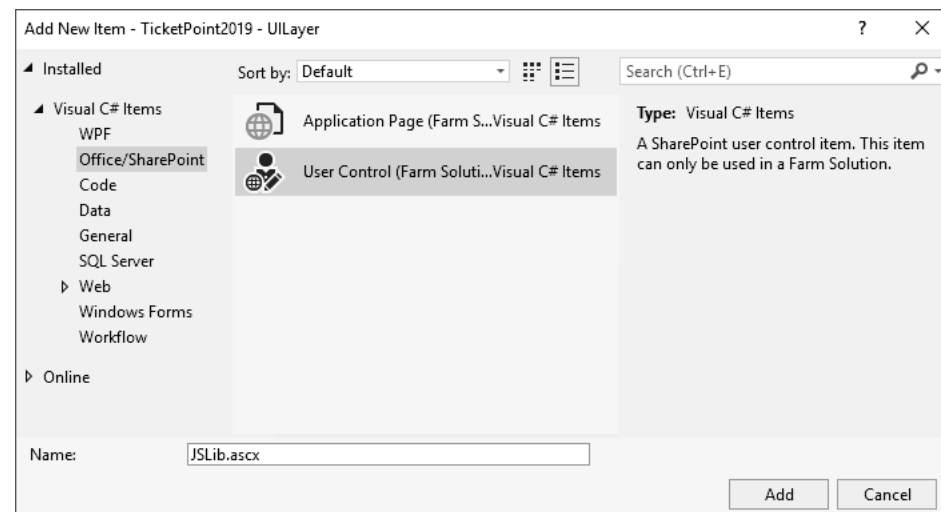 Add New Item - TicketPoint2019 - UILayer
? X
Installed
Visual C# Items
WPF
Office/SharePoint
Code
Data
General
SQL Server
Web
Windows Forms
Workflow
Online
Sort by: Default
Application Page (Farm S...Visual C# Items
User Control (Farm Soluti...Visual C# Items
Search (Ctrl+E)
Type: Visual C# Items
A SharePoint user control item. This item
can only be used in a Farm Solution.
Name: JSLib.ascx
Add Cancel